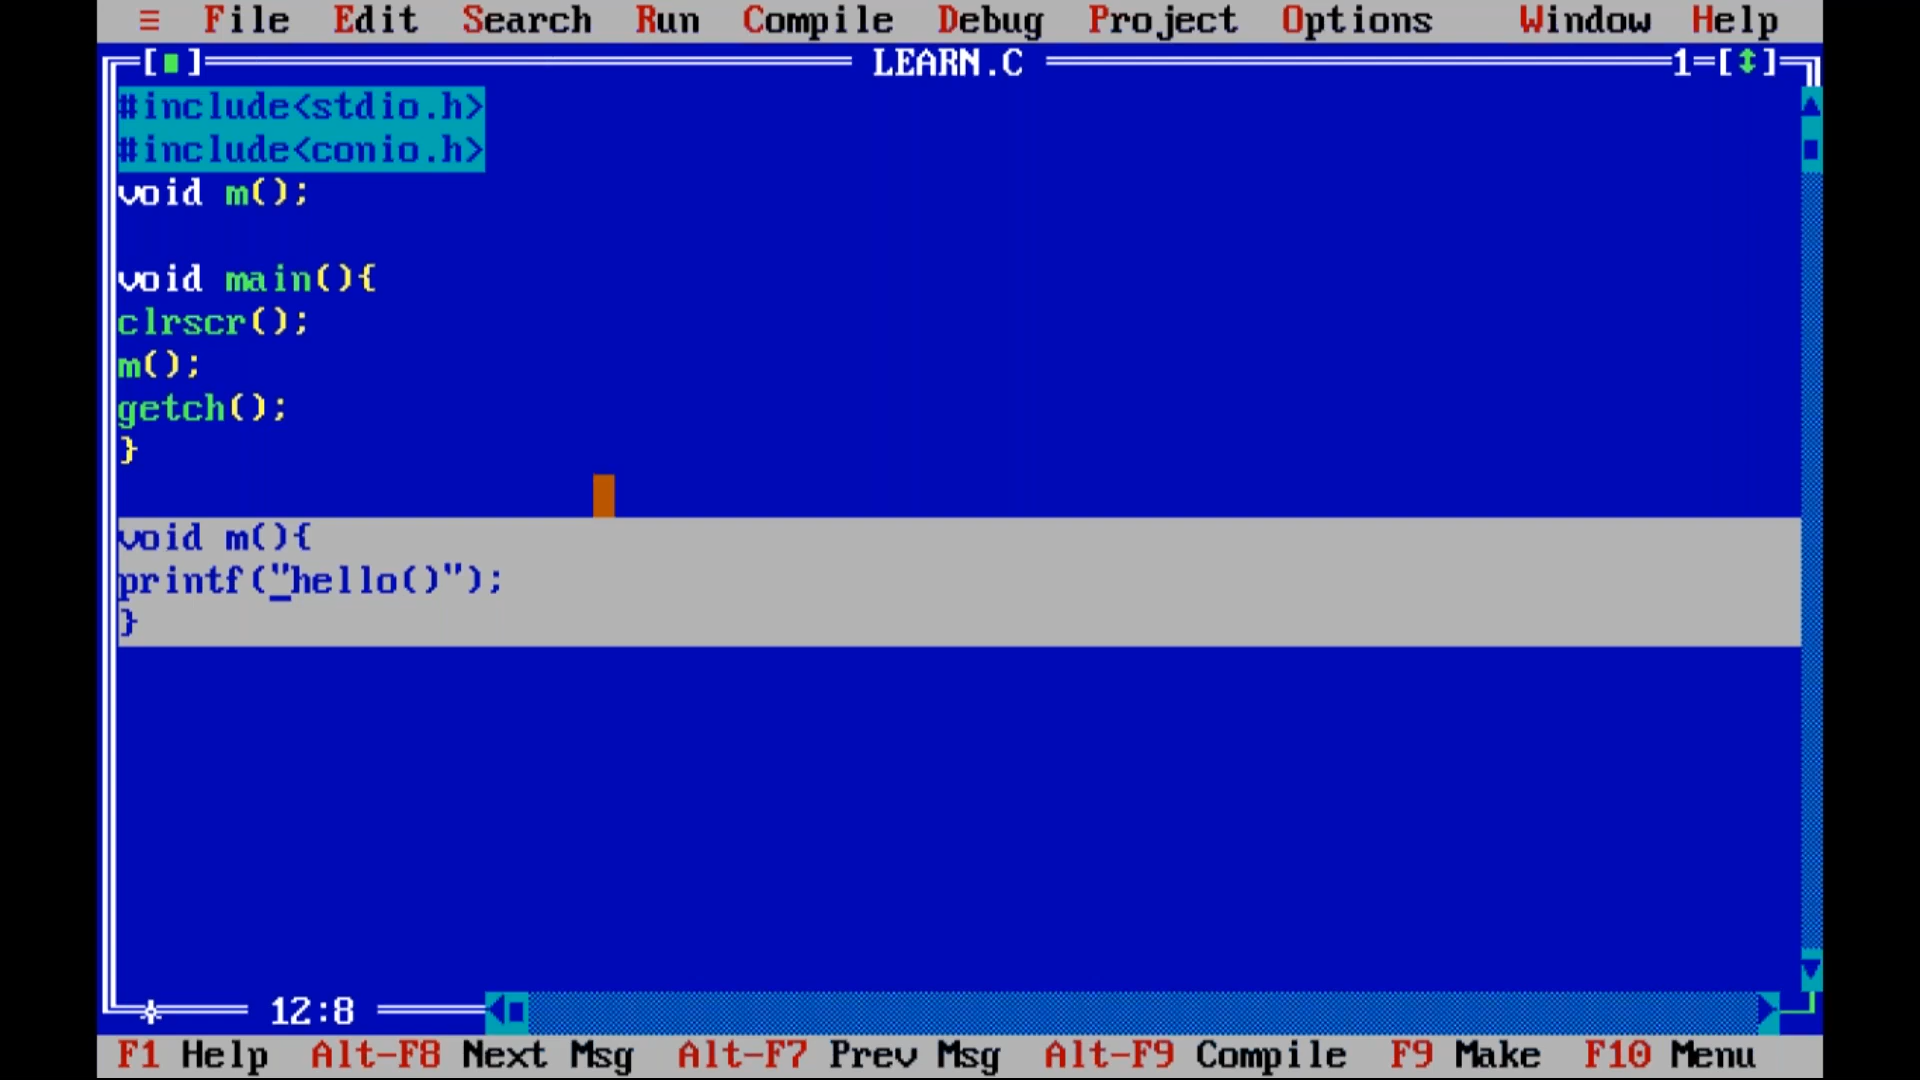 ≡ File Edit Search Run Compile Debug Project Options Window Help
[■] LEARN.C 1=[↕]
#include<stdio.h>
#include<conio.h>
void m();
void main(){
clrscr();
m();
getch();
}
void m(){
printf("hello()");
}
12:8
F1 Help Alt-F8 Next Msg Alt-F7 Prev Msg Alt-F9 Compile F9 Make F10 Menu